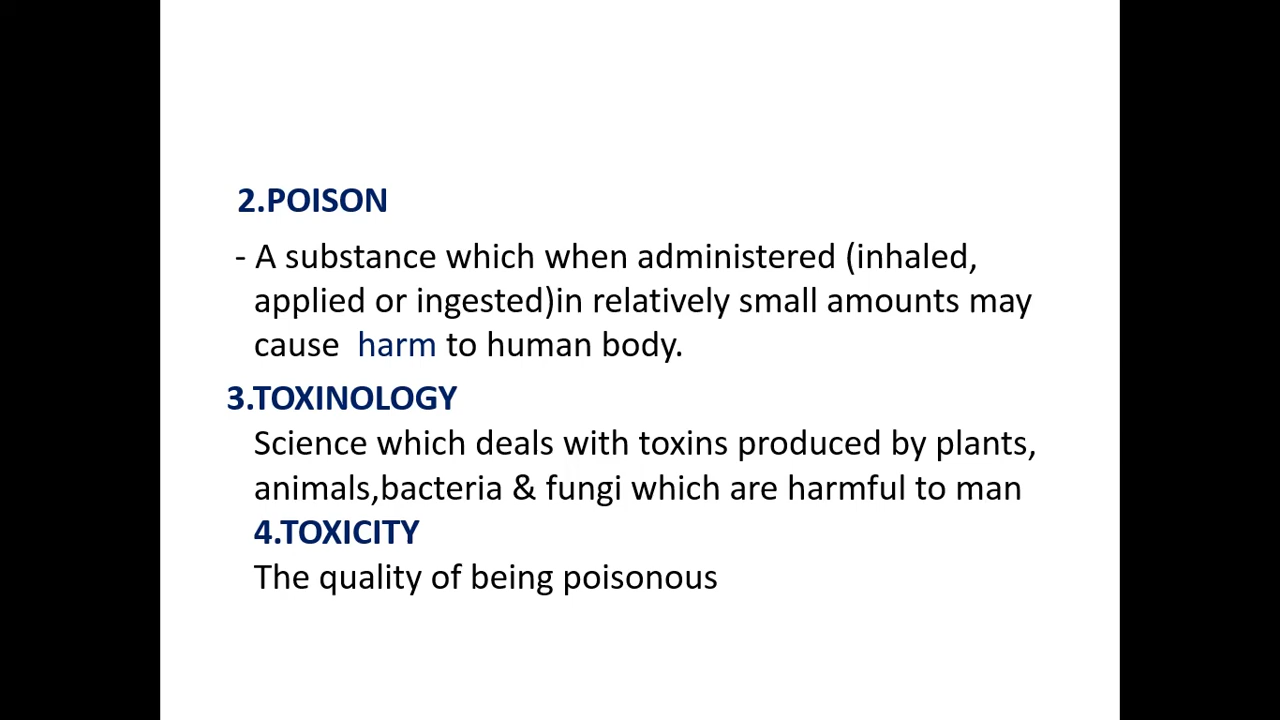 2.POISON
- A substance which when administered (inhaled,
applied or ingested)in relatively small amounts may
cause  harm to human body.
3.TOXINOLOGY
Science which deals with toxins produced by plants,
animals,bacteria & fungi which are harmful to man
4.TOXICITY
The quality of being poisonous